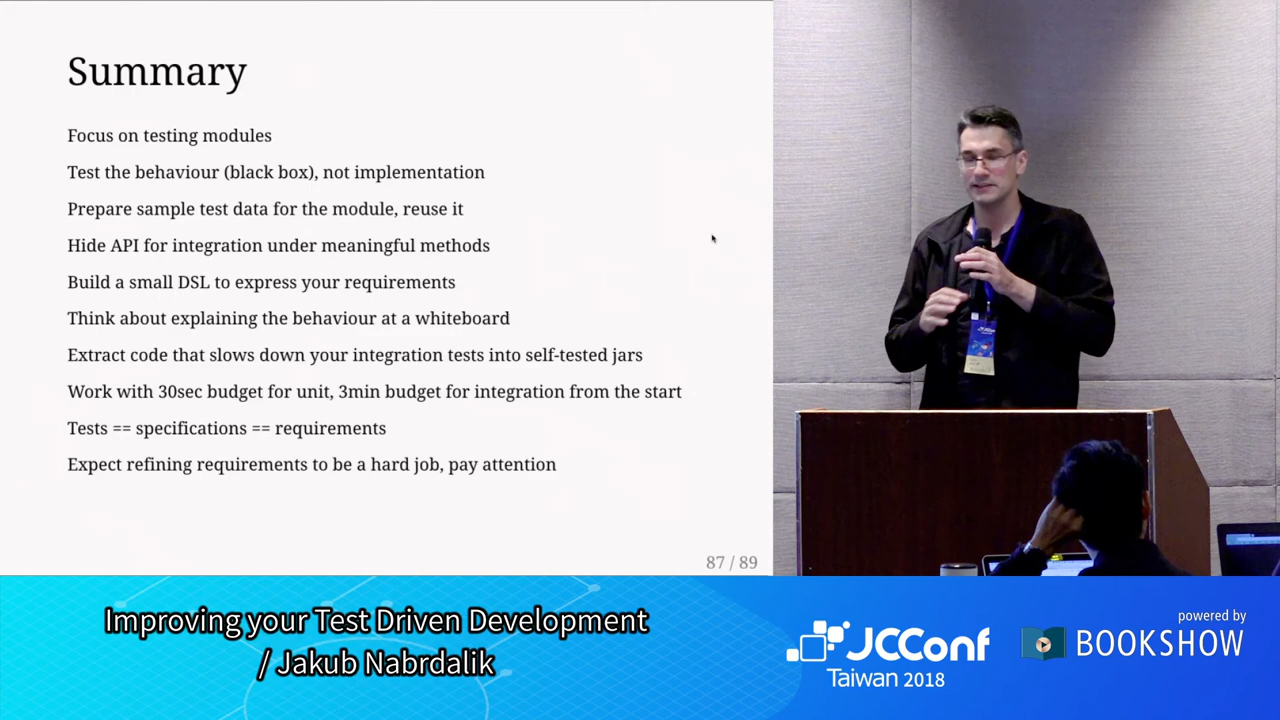 Summary
Focus on testing modules
Test the behaviour (black box), not implementation
Prepare sample test data for the module, reuse it
Hide API for integration under meaningful methods
Build a small DSL to express your requirements
Think about explaining the behaviour at a whiteboard
Extract code that slows down your integration tests into self-tested jars
Work with 30sec budget for unit, 3min budget for integration from the start
Tests == specifications == requirements
Expect refining requirements to be a hard job, pay attention
87 / 89
Improving your Test Driven Development
/ Jakub Nabrdalik
JCConf
Taiwan 2018
powered by
BOOKSHOW